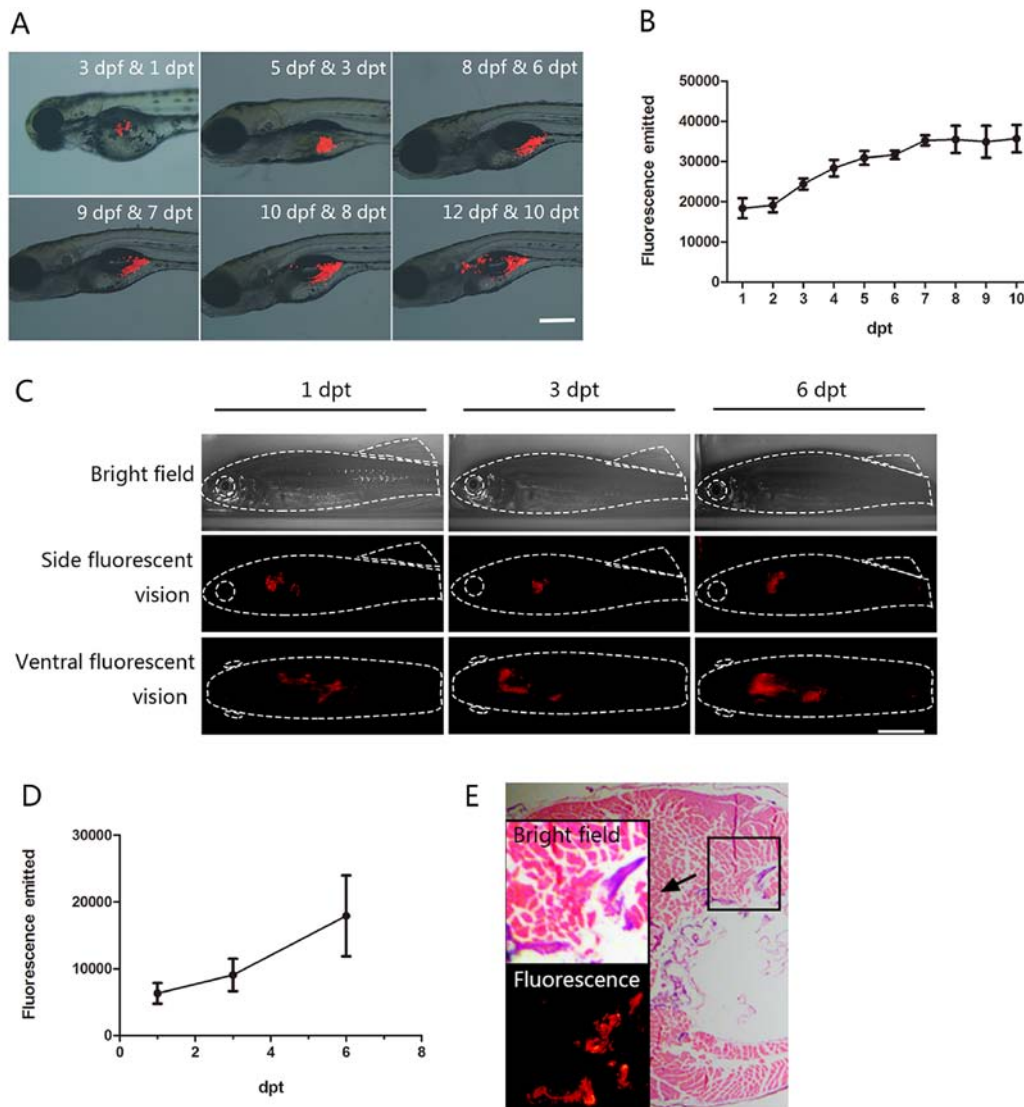 A
3 dpf & 1 dpt
5 dpf & 3 dpt
8 dpf & 6 dpt
9 dpf & 7 dpt
10 dpf & 8 dpt
12 dpf & 10 dpt
B
Fluorescence emitted
50000
40000
30000
20000
10000
0
1 2 3 4 5 6 7 8 9 10
dpt
C
1 dpt
3 dpt
6 dpt
Bright field
Side fluorescent
vision
Ventral fluorescent
vision
D
Fluorescence emitted
30000
20000
10000
0
0 2 4 6 8
dpt
E
Bright field
Fluorescence